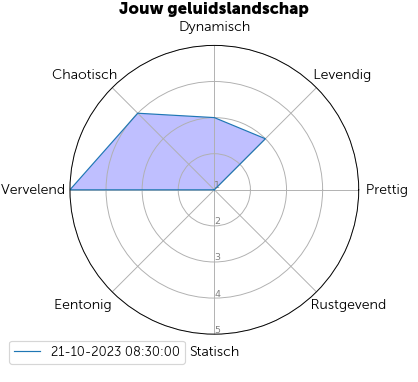 Jouw geluidslandschap
Dynamisch
Chaotisch
Levendig
Vervelend
Prettig
1
2
3
4
5
Eentonig
Rustgevend
21-10-2023 08:30:00
Statisch